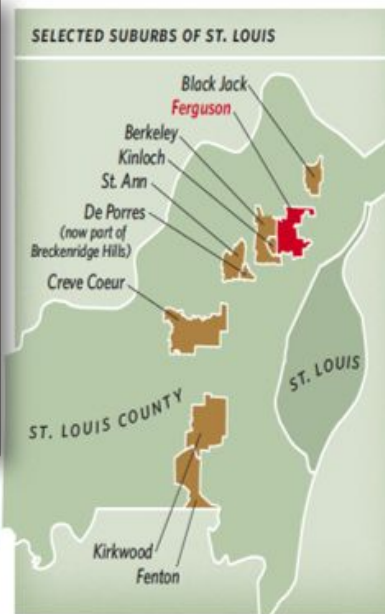 SELECTED SUBURBS OF ST. LOUIS
Black Jack
Ferguson
Berkeley
Kinloch
St. Ann
De Porres
(now part of
Breckenridge Hills)
Creve Coeur
ST. LOUIS
ST. LOUIS COUNTY
Kirkwood
Fenton